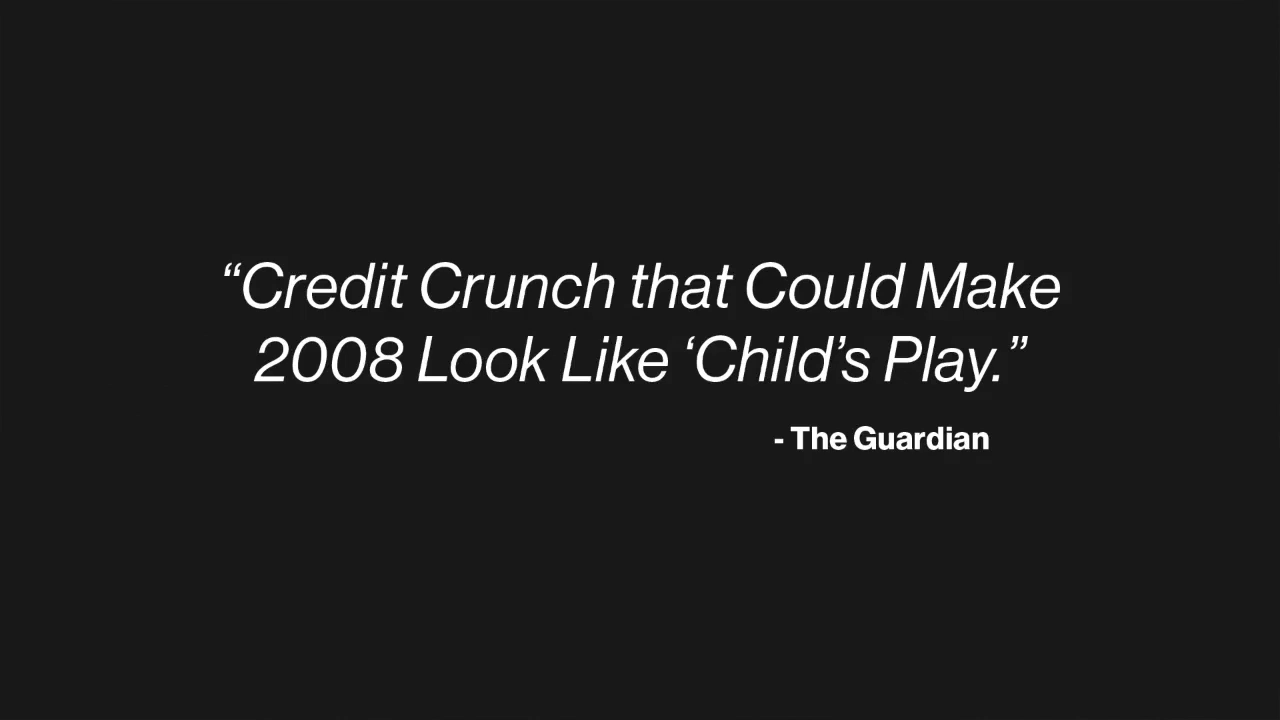 “Credit Crunch that Could Make
2008 Look Like ‘Child’s Play.”
- The Guardian